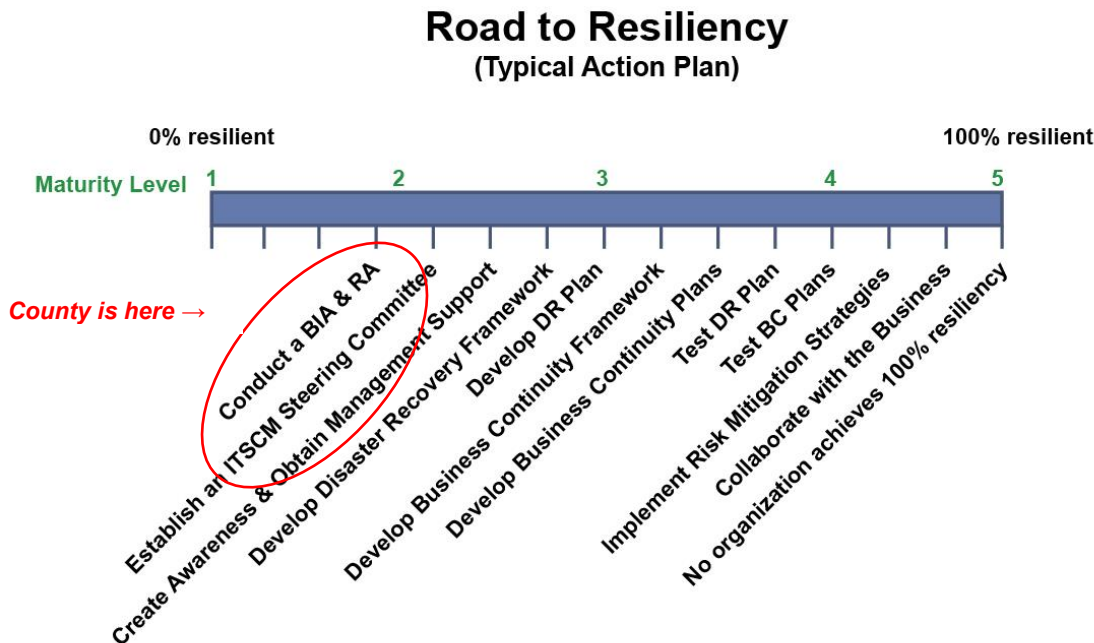 Road to Resiliency
(Typical Action Plan)
0% resilient
100% resilient
Maturity Level
1
2
3
4
5
County is here →
Conduct a BIA & RA
Establish an ITSCM Steering Committee
Create Awareness & Obtain Management Support
Develop Disaster Recovery Framework
Develop DR Plan
Develop Business Continuity Framework
Develop Business Continuity Plans
Test DR Plan
Test BC Plans
Implement Risk Mitigation Strategies
Collaborate with the Business
No organization achieves 100% resiliency